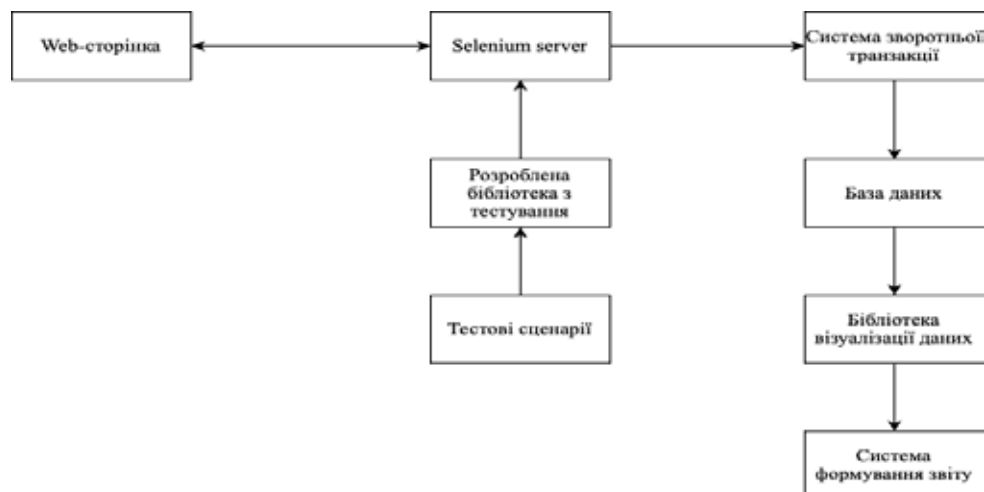 Web-сторінка
Selenium server
Система зворотньої
транзакції
Розроблена
бібліотека з
тестування
База даних
Тестові сценарії
Бібліотека
візуалізації даних
Система
формування звіту